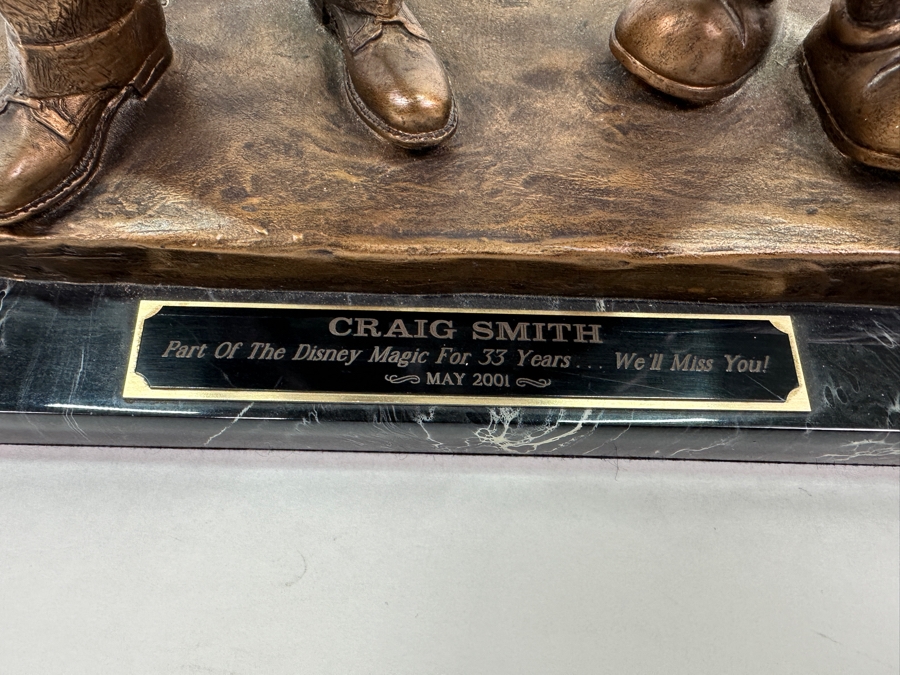 CRAIG SMITH
Part Of The Disney Magic For 33 Years . . . We'll Miss You!
MAY 2001